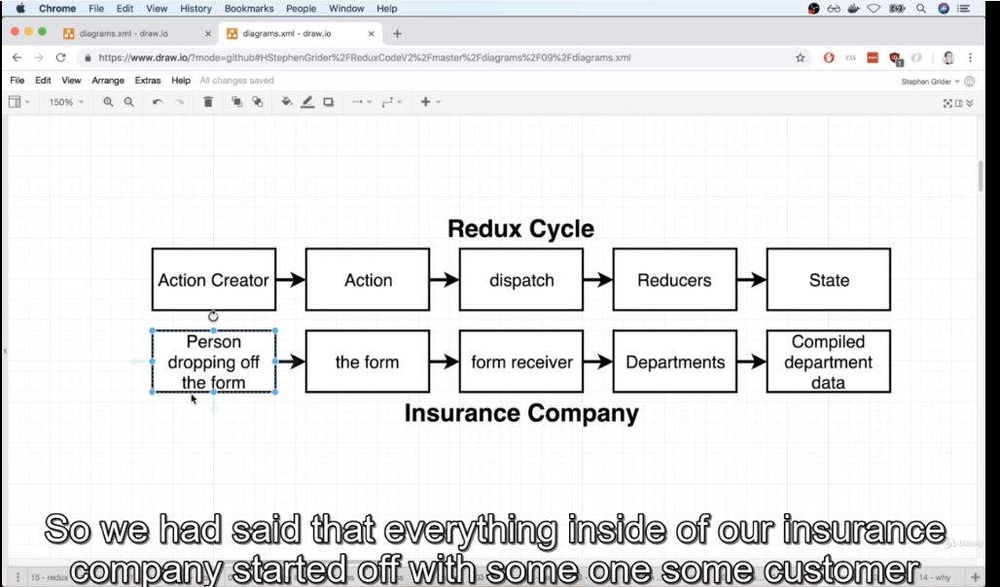 Chrome File Edit View History Bookmarks People Window Help
diagrams.xml - draw.io
diagrams.xml - draw.io
https://www.draw.io/?mode=github#HStephenGrider%2FReduxCodeV2%2Fmaster%2Fdiagrams%2F09%2Fdiagrams.xml
File Edit View Arrange Extras Help All changes saved
Stephen Grider
150%
Redux Cycle
Action Creator
Action
dispatch
Reducers
State
Person
dropping off
the form
the form
form receiver
Departments
Compiled
department
data
Insurance Company
So we had said that everything inside of our insurance
company started off with some one some customer
15 - redux
14 - why